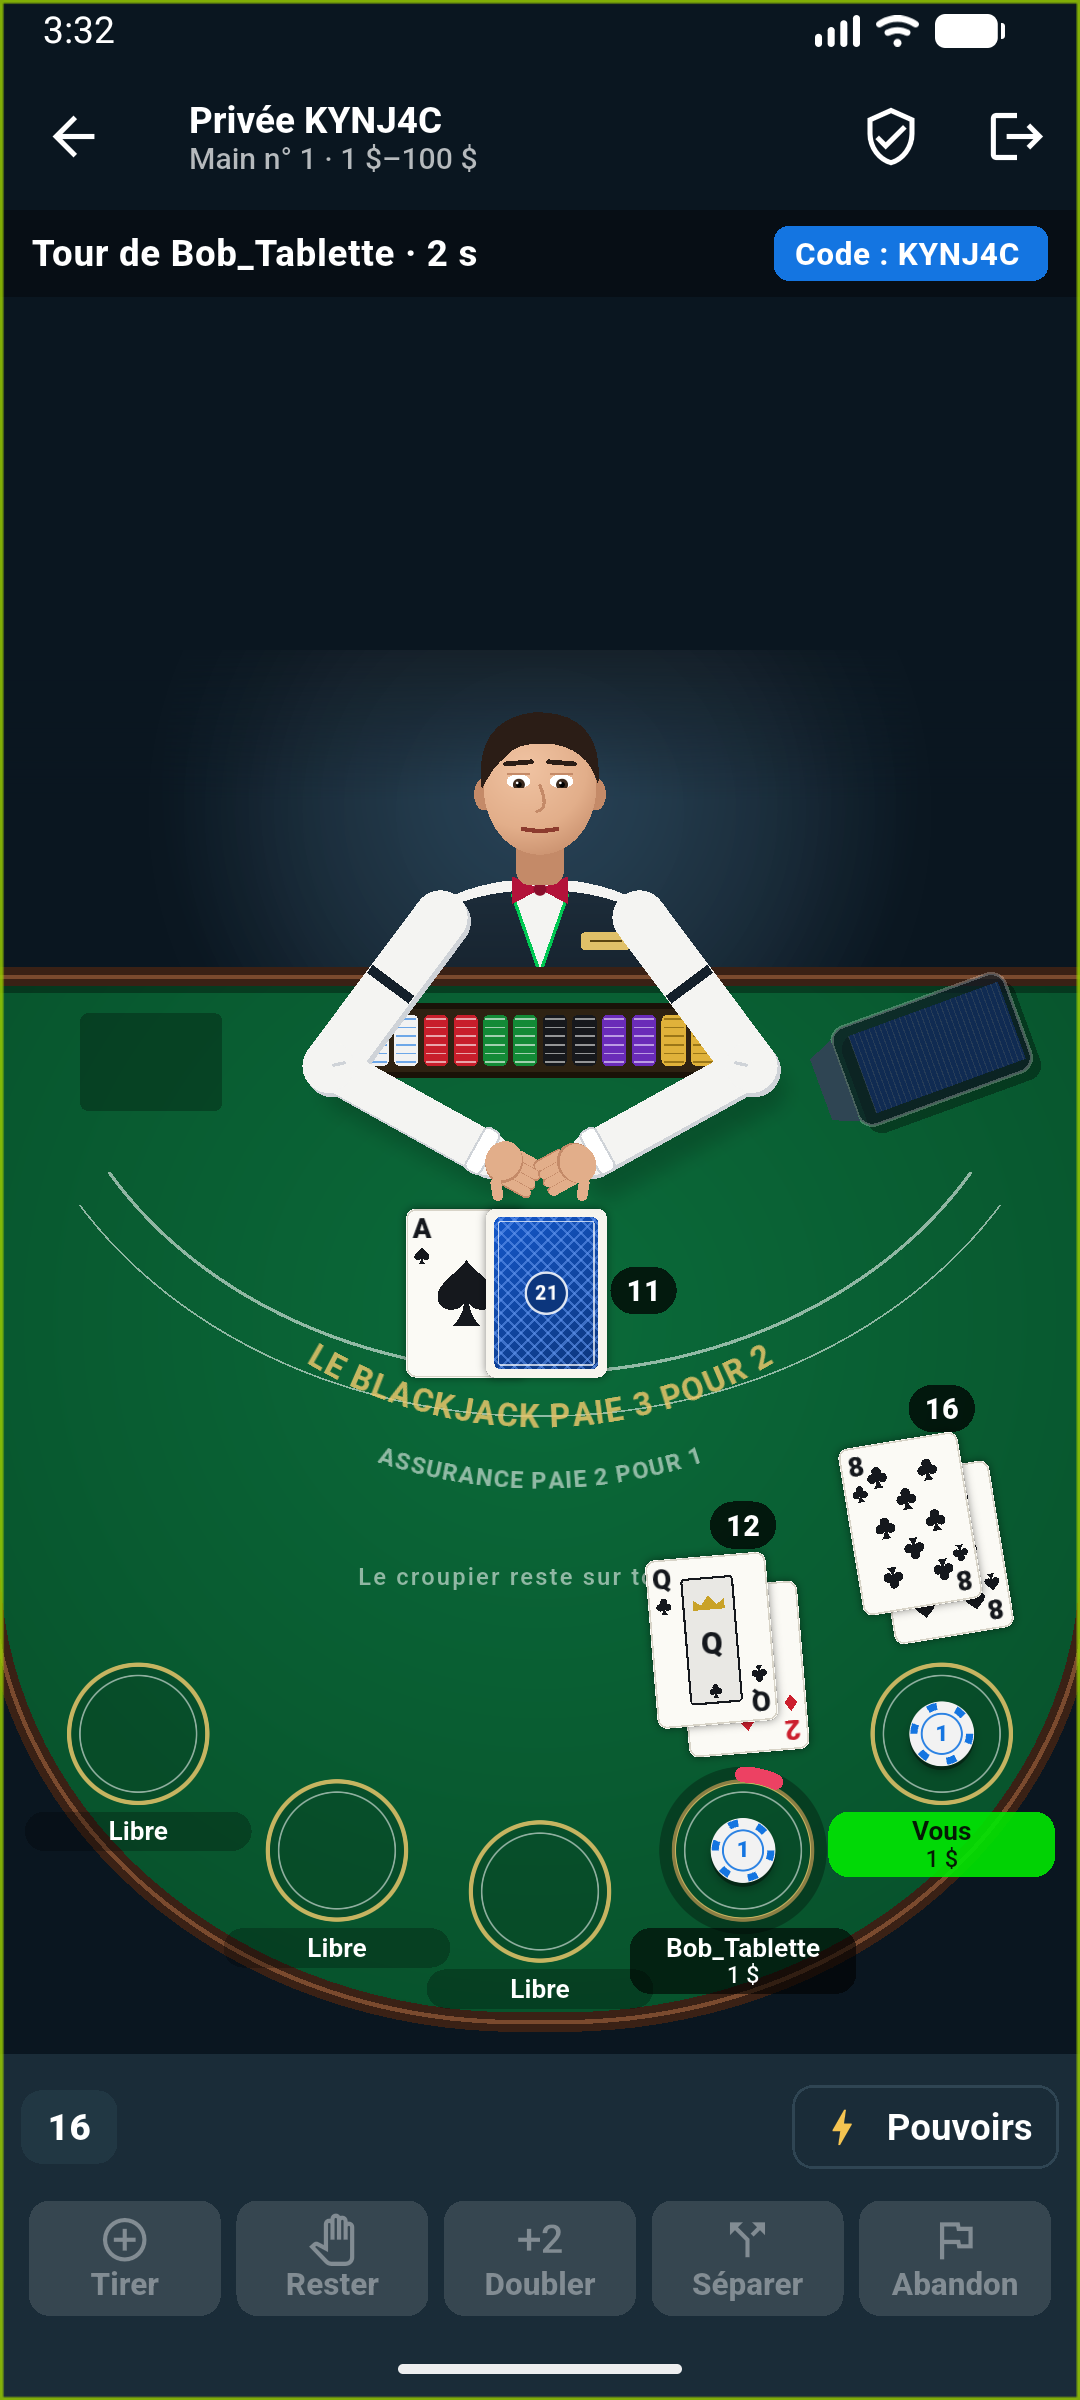 3:32
Privée KYNJ4C
Main n° 1 · 1 $–100 $
Tour de Bob_Tablette · 2 s
Code : KYNJ4C
A
21
11
LE BLACKJACK PAIE 3 POUR 2
ASSURANCE PAIE 2 POUR 1
16
8
8
8
12
Le croupier reste sur
Q
Q
Q
2
1
1
Libre
Vous
1 $
Libre
Bob_Tablette
1 $
Libre
16
Pouvoirs
+2
Tirer
Rester
Doubler
Séparer
Abandon